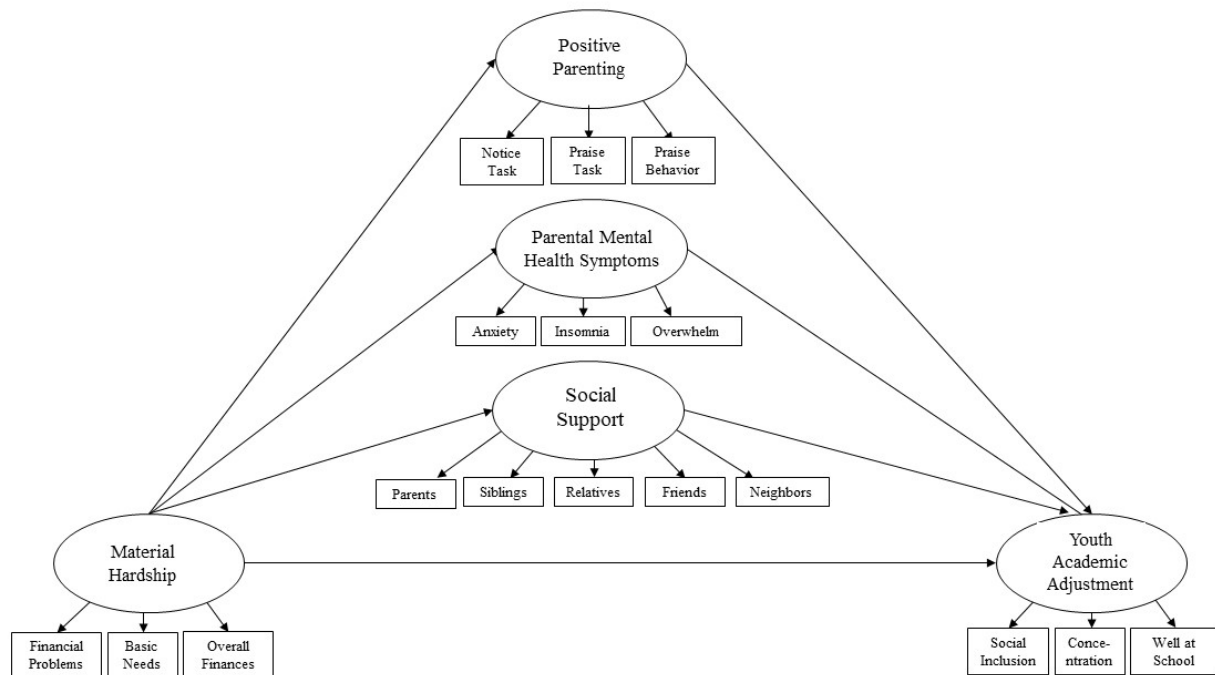 Positive
Parenting
Notice
Task
Praise
Task
Praise
Behavior
Parental Mental
Health Symptoms
Anxiety
Insomnia
Overwhelm
Social
Support
Parents
Siblings
Relatives
Friends
Neighbors
Material
Hardship
Youth
Academic
Adjustment
Financial
Problems
Basic
Needs
Overall
Finances
Social
Inclusion
Conce-
ntration
Well at
School